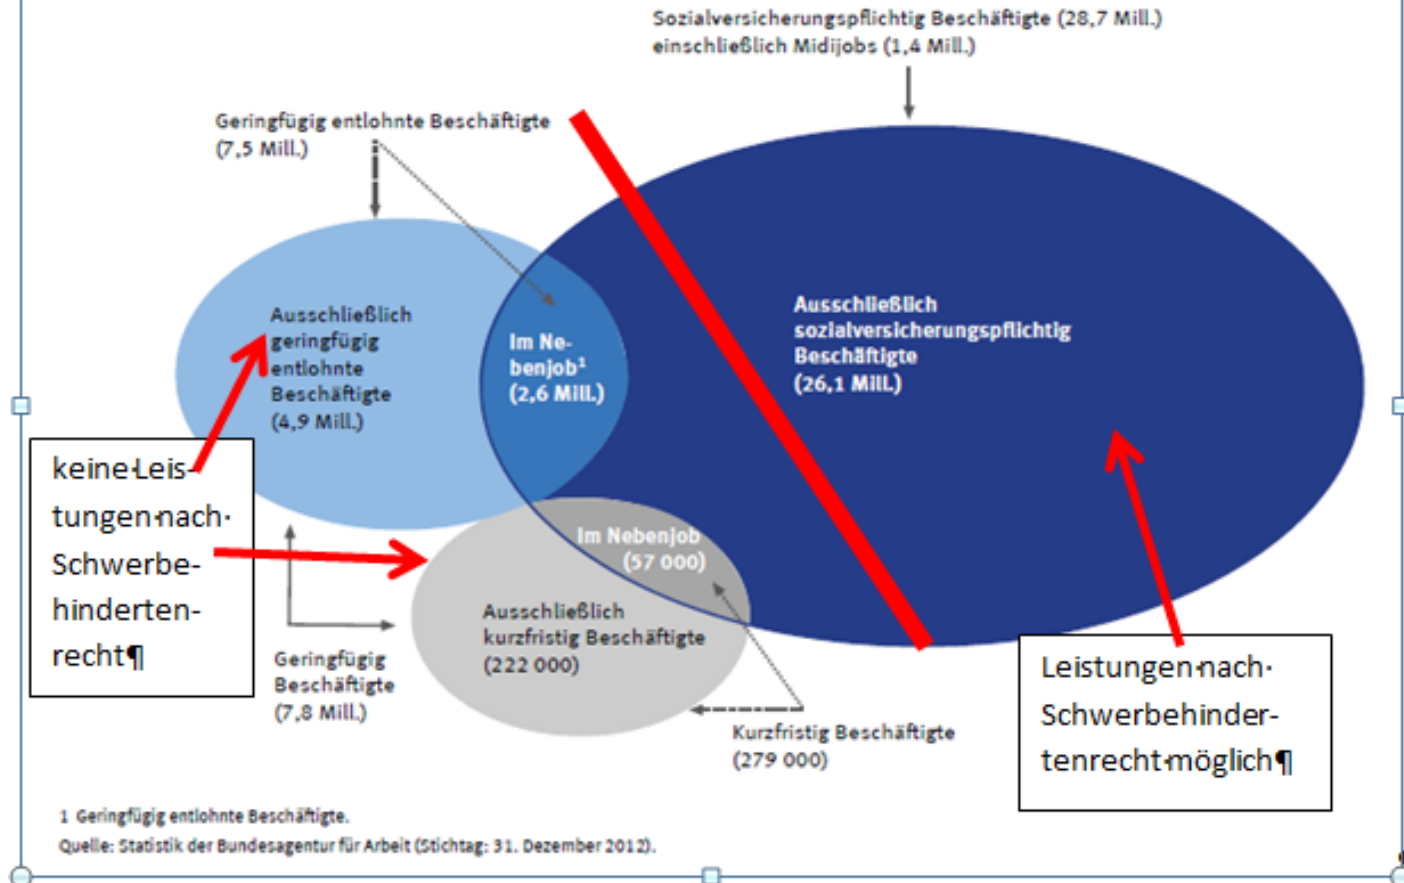 Sozialversicherungspflichtig Beschäftigte (28,7 Mill.)
einschließlich Midijobs (1,4 Mill.)
Geringfügig entlohnte Beschäftigte
(7,5 Mill.)
Ausschließlich
geringfügig
entlohnte
Beschäftigte
(4,9 Mill.)
Im Ne-
benjob¹
(2,6 Mill.)
Ausschließlich
sozialversicherungspflichtig
Beschäftigte
(26,1 Mill.)
keine·Leis-
tungen·nach·
Schwerbe-
hinderten-
recht¶
Im Nebenjob
(57 000)
Ausschließlich
kurzfristig Beschäftigte
(222 000)
Geringfügig
Beschäftigte
(7,8 Mill.)
Leistungen·nach·
Schwerbehinder-
tenrecht·möglich¶
Kurzfristig Beschäftigte
(279 000)
1 Geringfügig entlohnte Beschäftigte.
Quelle: Statistik der Bundesagentur für Arbeit (Stichtag: 31. Dezember 2012).